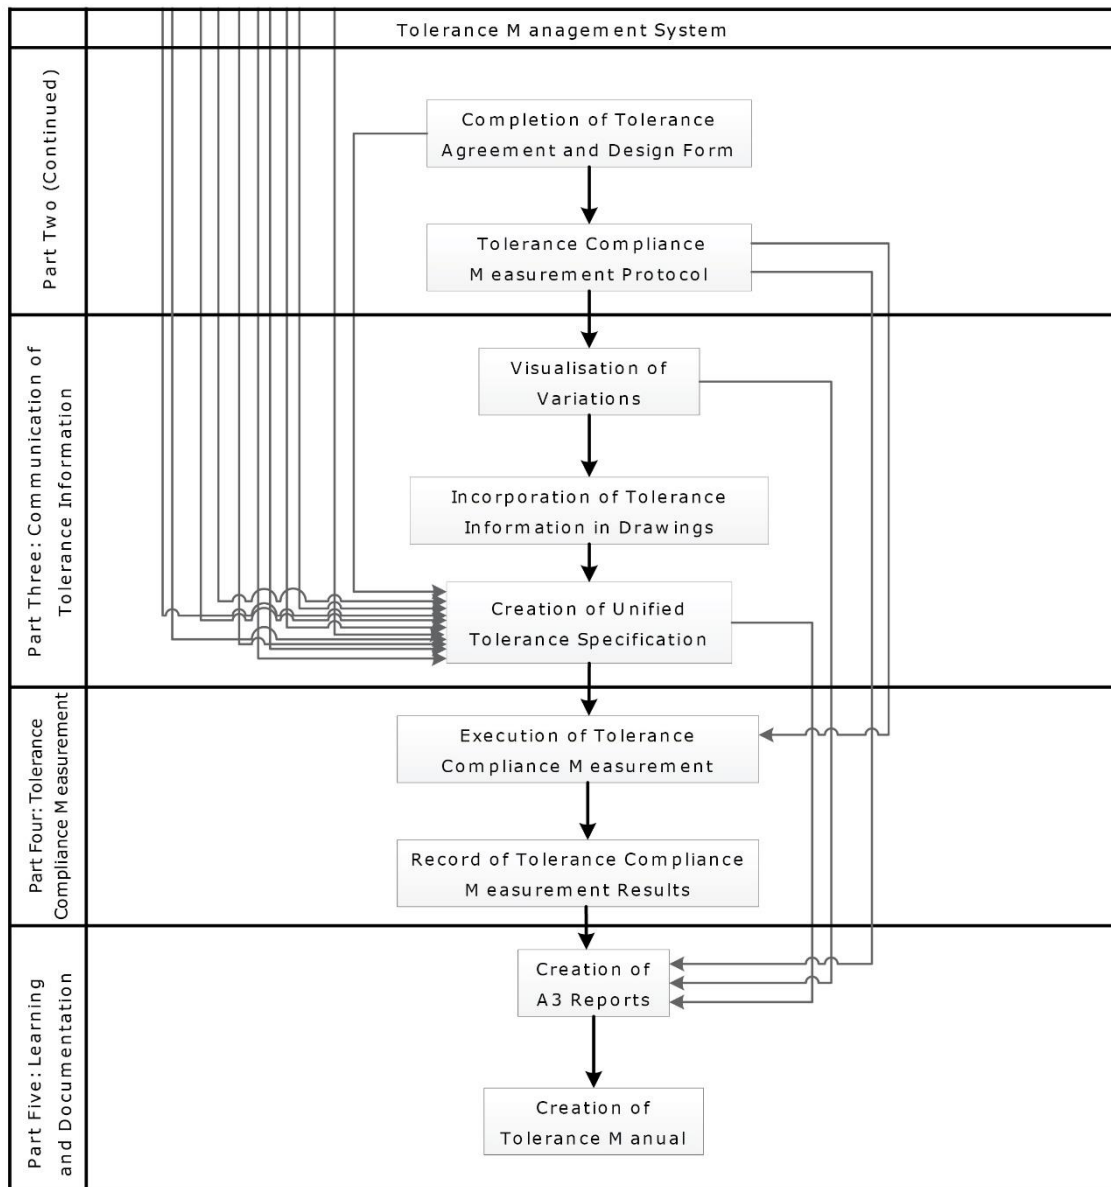 Tolerance Management System
Part Two (Continued)
Completion of Tolerance
Agreement and Design Form
Tolerance Compliance
Measurement Protocol
Part Three: Communication of
Tolerance Information
Visualisation of
Variations
Incorporation of Tolerance
Information in Drawings
Creation of Unified
Tolerance Specification
Part Four: Tolerance
Compliance Measurement
Execution of Tolerance
Compliance Measurement
Record of Tolerance Compliance
Measurement Results
Part Five: Learning
and Documentation
Creation of
A3 Reports
Creation of
Tolerance Manual